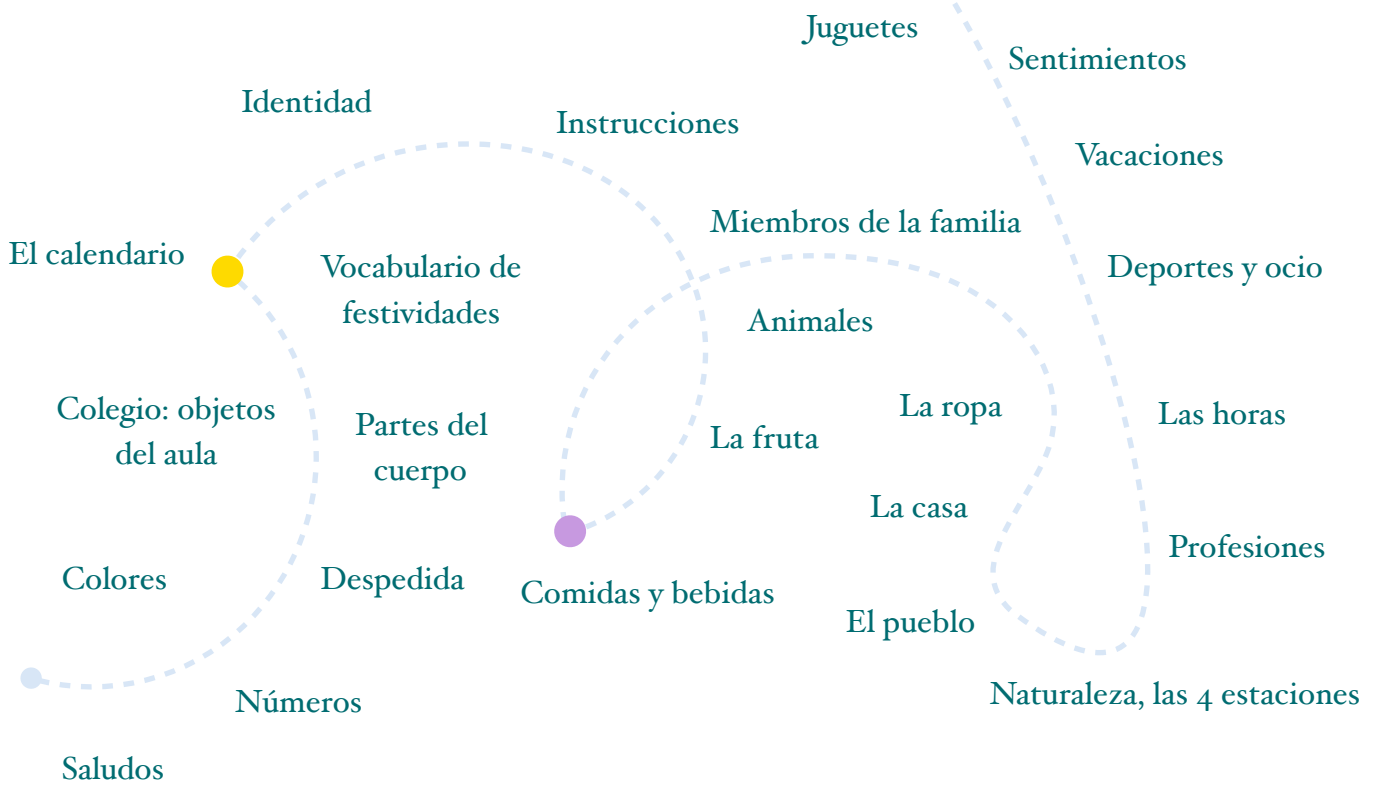 Juguetes
Sentimientos
Identidad
Instrucciones
Vacaciones
Miembros de la familia
El calendario
Vocabulario de
festividades
Deportes y ocio
Animales
Colegio: objetos
del aula
Partes del
cuerpo
La ropa
Las horas
La fruta
La casa
Profesiones
Colores
Despedida
Comidas y bebidas
El pueblo
Números
Naturaleza, las 4 estaciones
Saludos